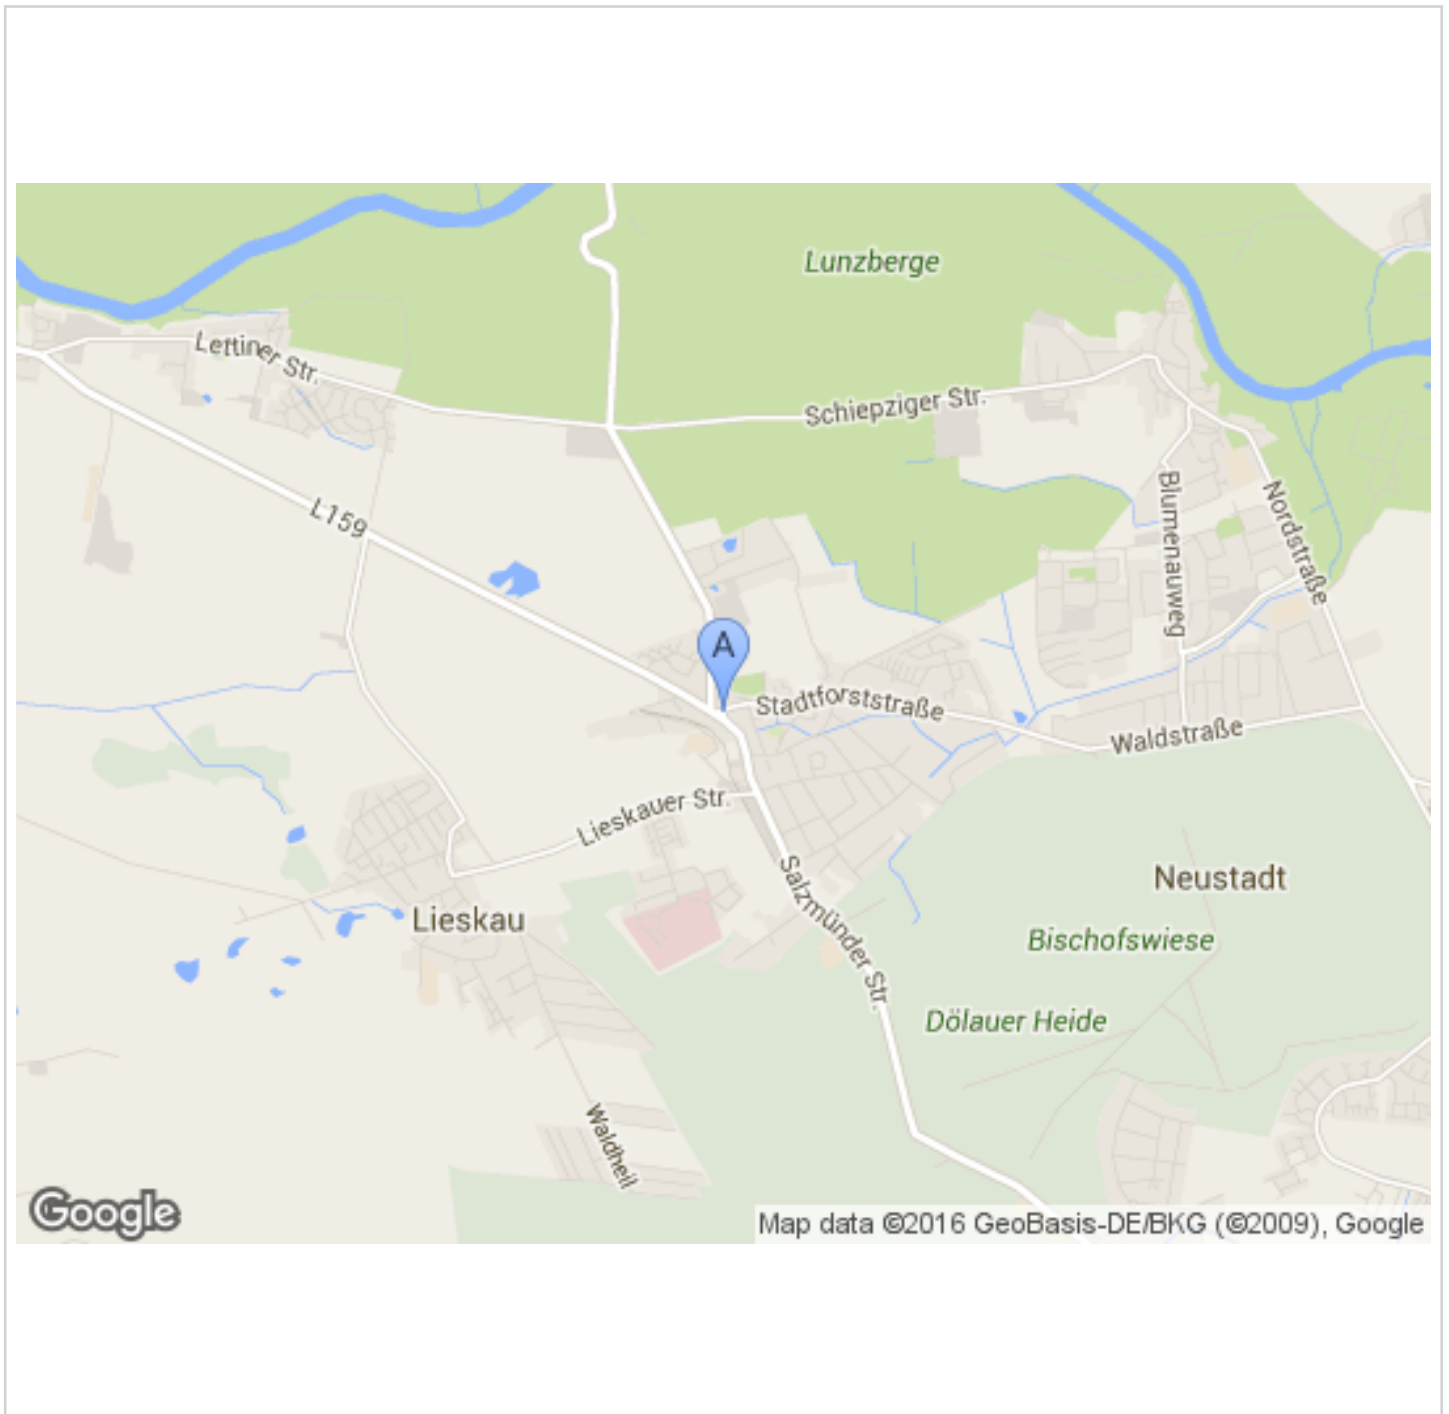 Lunzberge
Lettiner Str.
Schiepziger Str.
L159
Blumenauweg
Nordstraße
A
Stadtforststraße
Waldstraße
Lieskauer Str.
Salzmünder Str.
Neustadt
Lieskau
Bischofswiese
Dölauer Heide
Waldheil
Google
Map data ©2016 GeoBasis-DE/BKG (©2009), Google